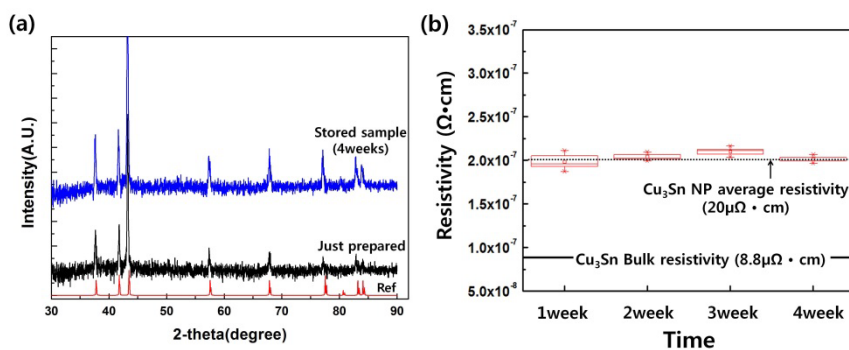 (a)
Intensity(A.U.)
Stored sample
(4weeks)
Just prepared
Ref
30 40 50 60 70 80 90
2-theta(degree)
(b)
Resistivity (Ω•cm)
3.5x10⁻⁷
3.0x10⁻⁷
2.5x10⁻⁷
2.0x10⁻⁷
1.5x10⁻⁷
1.0x10⁻⁷
5.0x10⁻⁸
Cu₃Sn NP average resistivity
(20μΩ • cm)
Cu₃Sn Bulk resistivity (8.8μΩ • cm)
1week 2week 3week 4week
Time